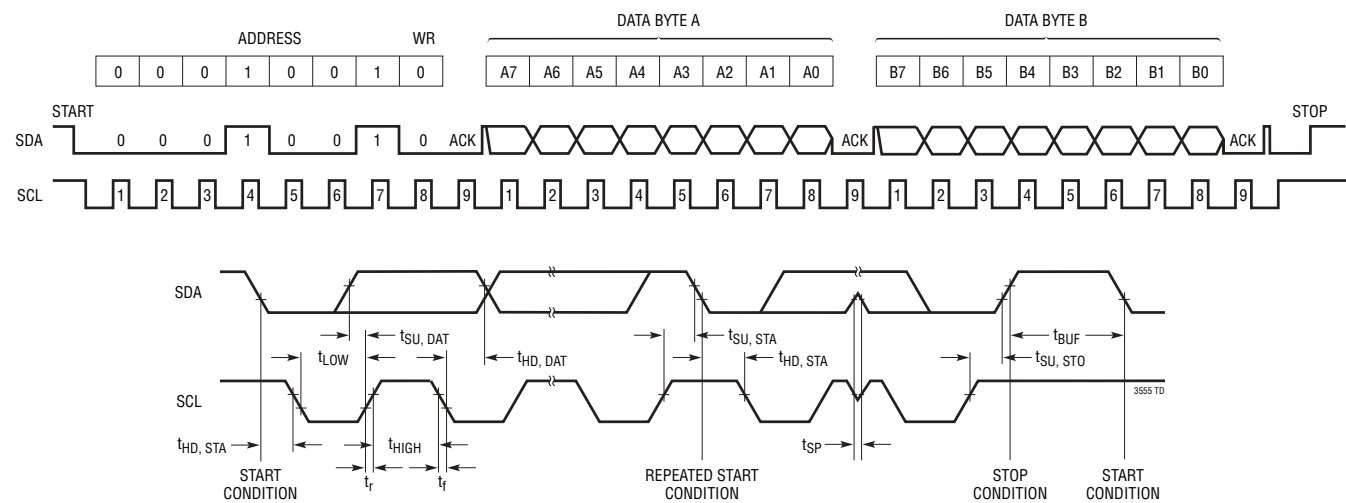 DATA BYTE A DATA BYTE B
ADDRESS WR
0 0 0 1 0 0 1 0 A7 A6 A5 A4 A3 A2 A1 A0 B7 B6 B5 B4 B3 B2 B1 B0
START STOP
SDA 0 0 0 1 0 0 1 0 ACK ACK ACK
SCL 1 2 3 4 5 6 7 8 9 1 2 3 4 5 6 7 8 9 1 2 3 4 5 6 7 8 9
SDA
tSU, DAT tSU, STA tBUF
tLOW tHD, DAT tHD, STA tSU, STO
SCL 3555 TD
tHD, STA tHIGH tSP
tr tf
START CONDITION REPEATED START CONDITION STOP CONDITION START CONDITION